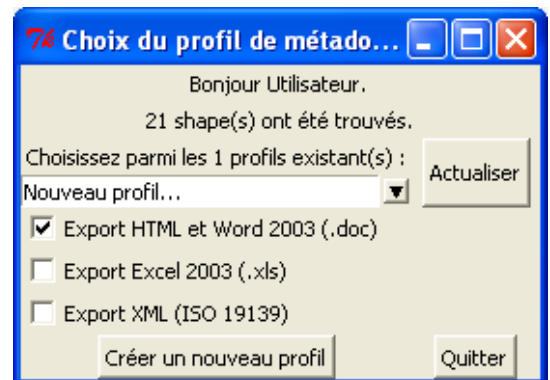 Choix du profil de métado...
Bonjour Utilisateur.
21 shape(s) ont été trouvés.
Choisissez parmi les 1 profils existant(s) :
Actualiser
Nouveau profil...
Export HTML et Word 2003 (.doc)
Export Excel 2003 (.xls)
Export XML (ISO 19139)
Créer un nouveau profil
Quitter